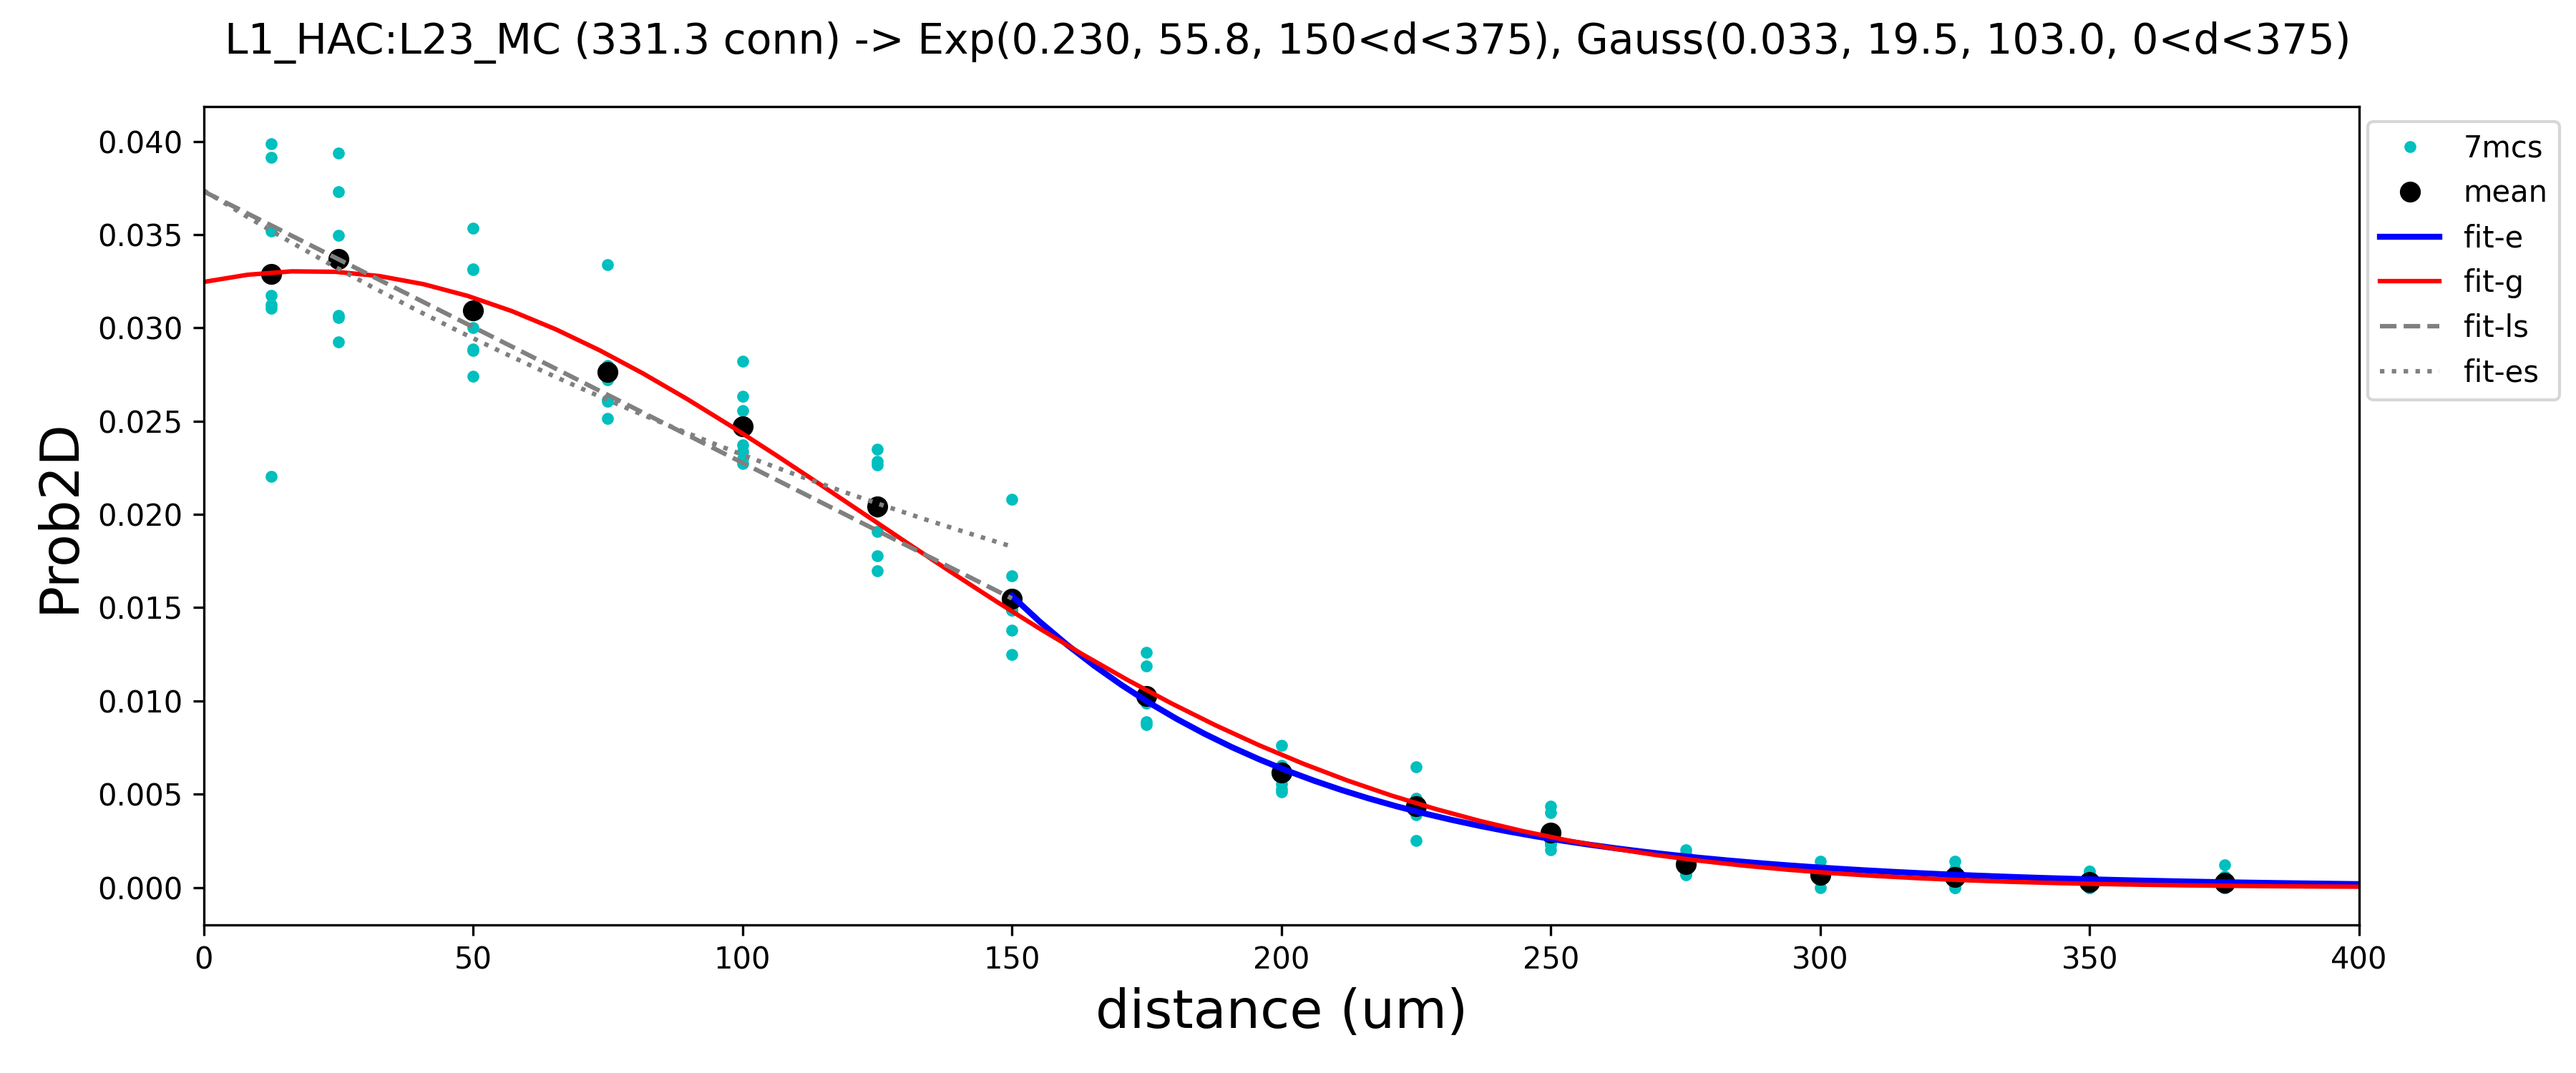 L1_HAC:L23_MC (331.3 conn) -> Exp(0.230, 55.8, 150<d<375), Gauss(0.033, 19.5, 103.0, 0<d<375)
0.040
0.035
0.030
0.025
0.020
0.015
0.010
0.005
0.000
Prob2D
0 50 100 150 200 250 300 350 400
distance (um)
7mcs
mean
fit-e
fit-g
fit-ls
fit-es